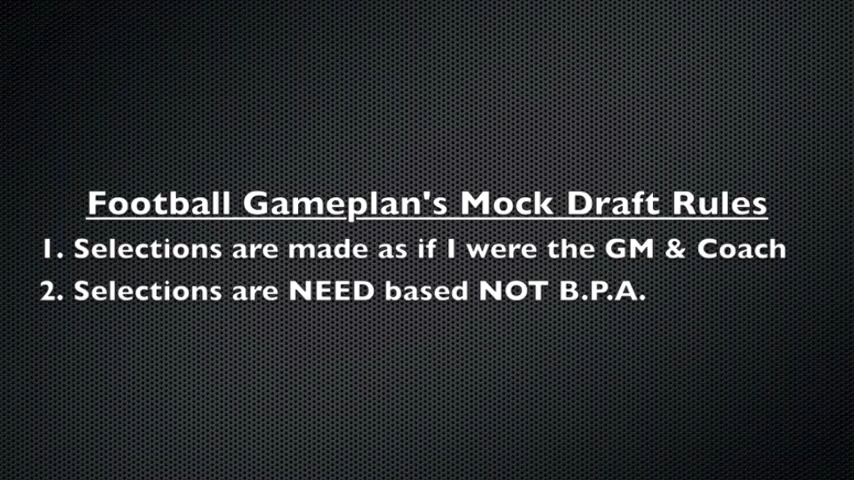 Football Gameplan's Mock Draft Rules
1. Selections are made as if I were the GM & Coach
2. Selections are NEED based NOT B.P.A.